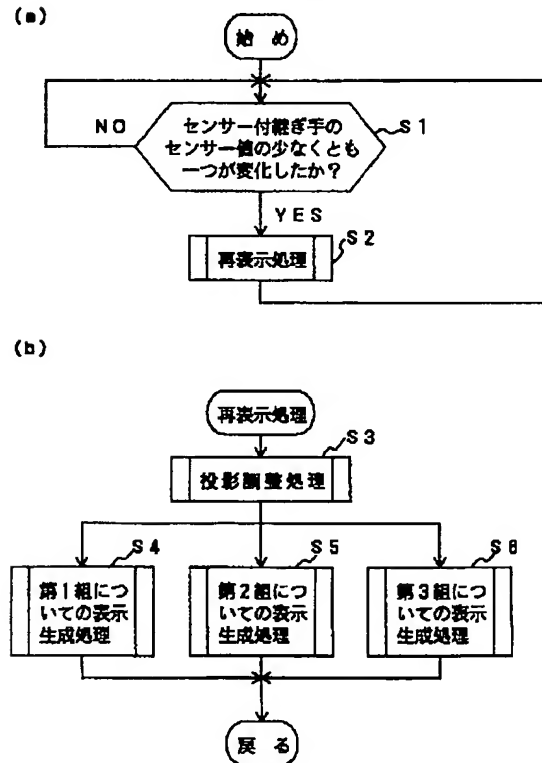 (a)
始 め
センサー付継ぎ手の
センサー値の少なくとも
一つが変化したか?
S1
NO
YES
S2
再表示処理
(b)
再表示処理
S3
投影調整処理
S4
第1組につ
いての表示
生成処理
S5
第2組につ
いての表示
生成処理
S6
第3組につ
いての表示
生成処理
戻 る